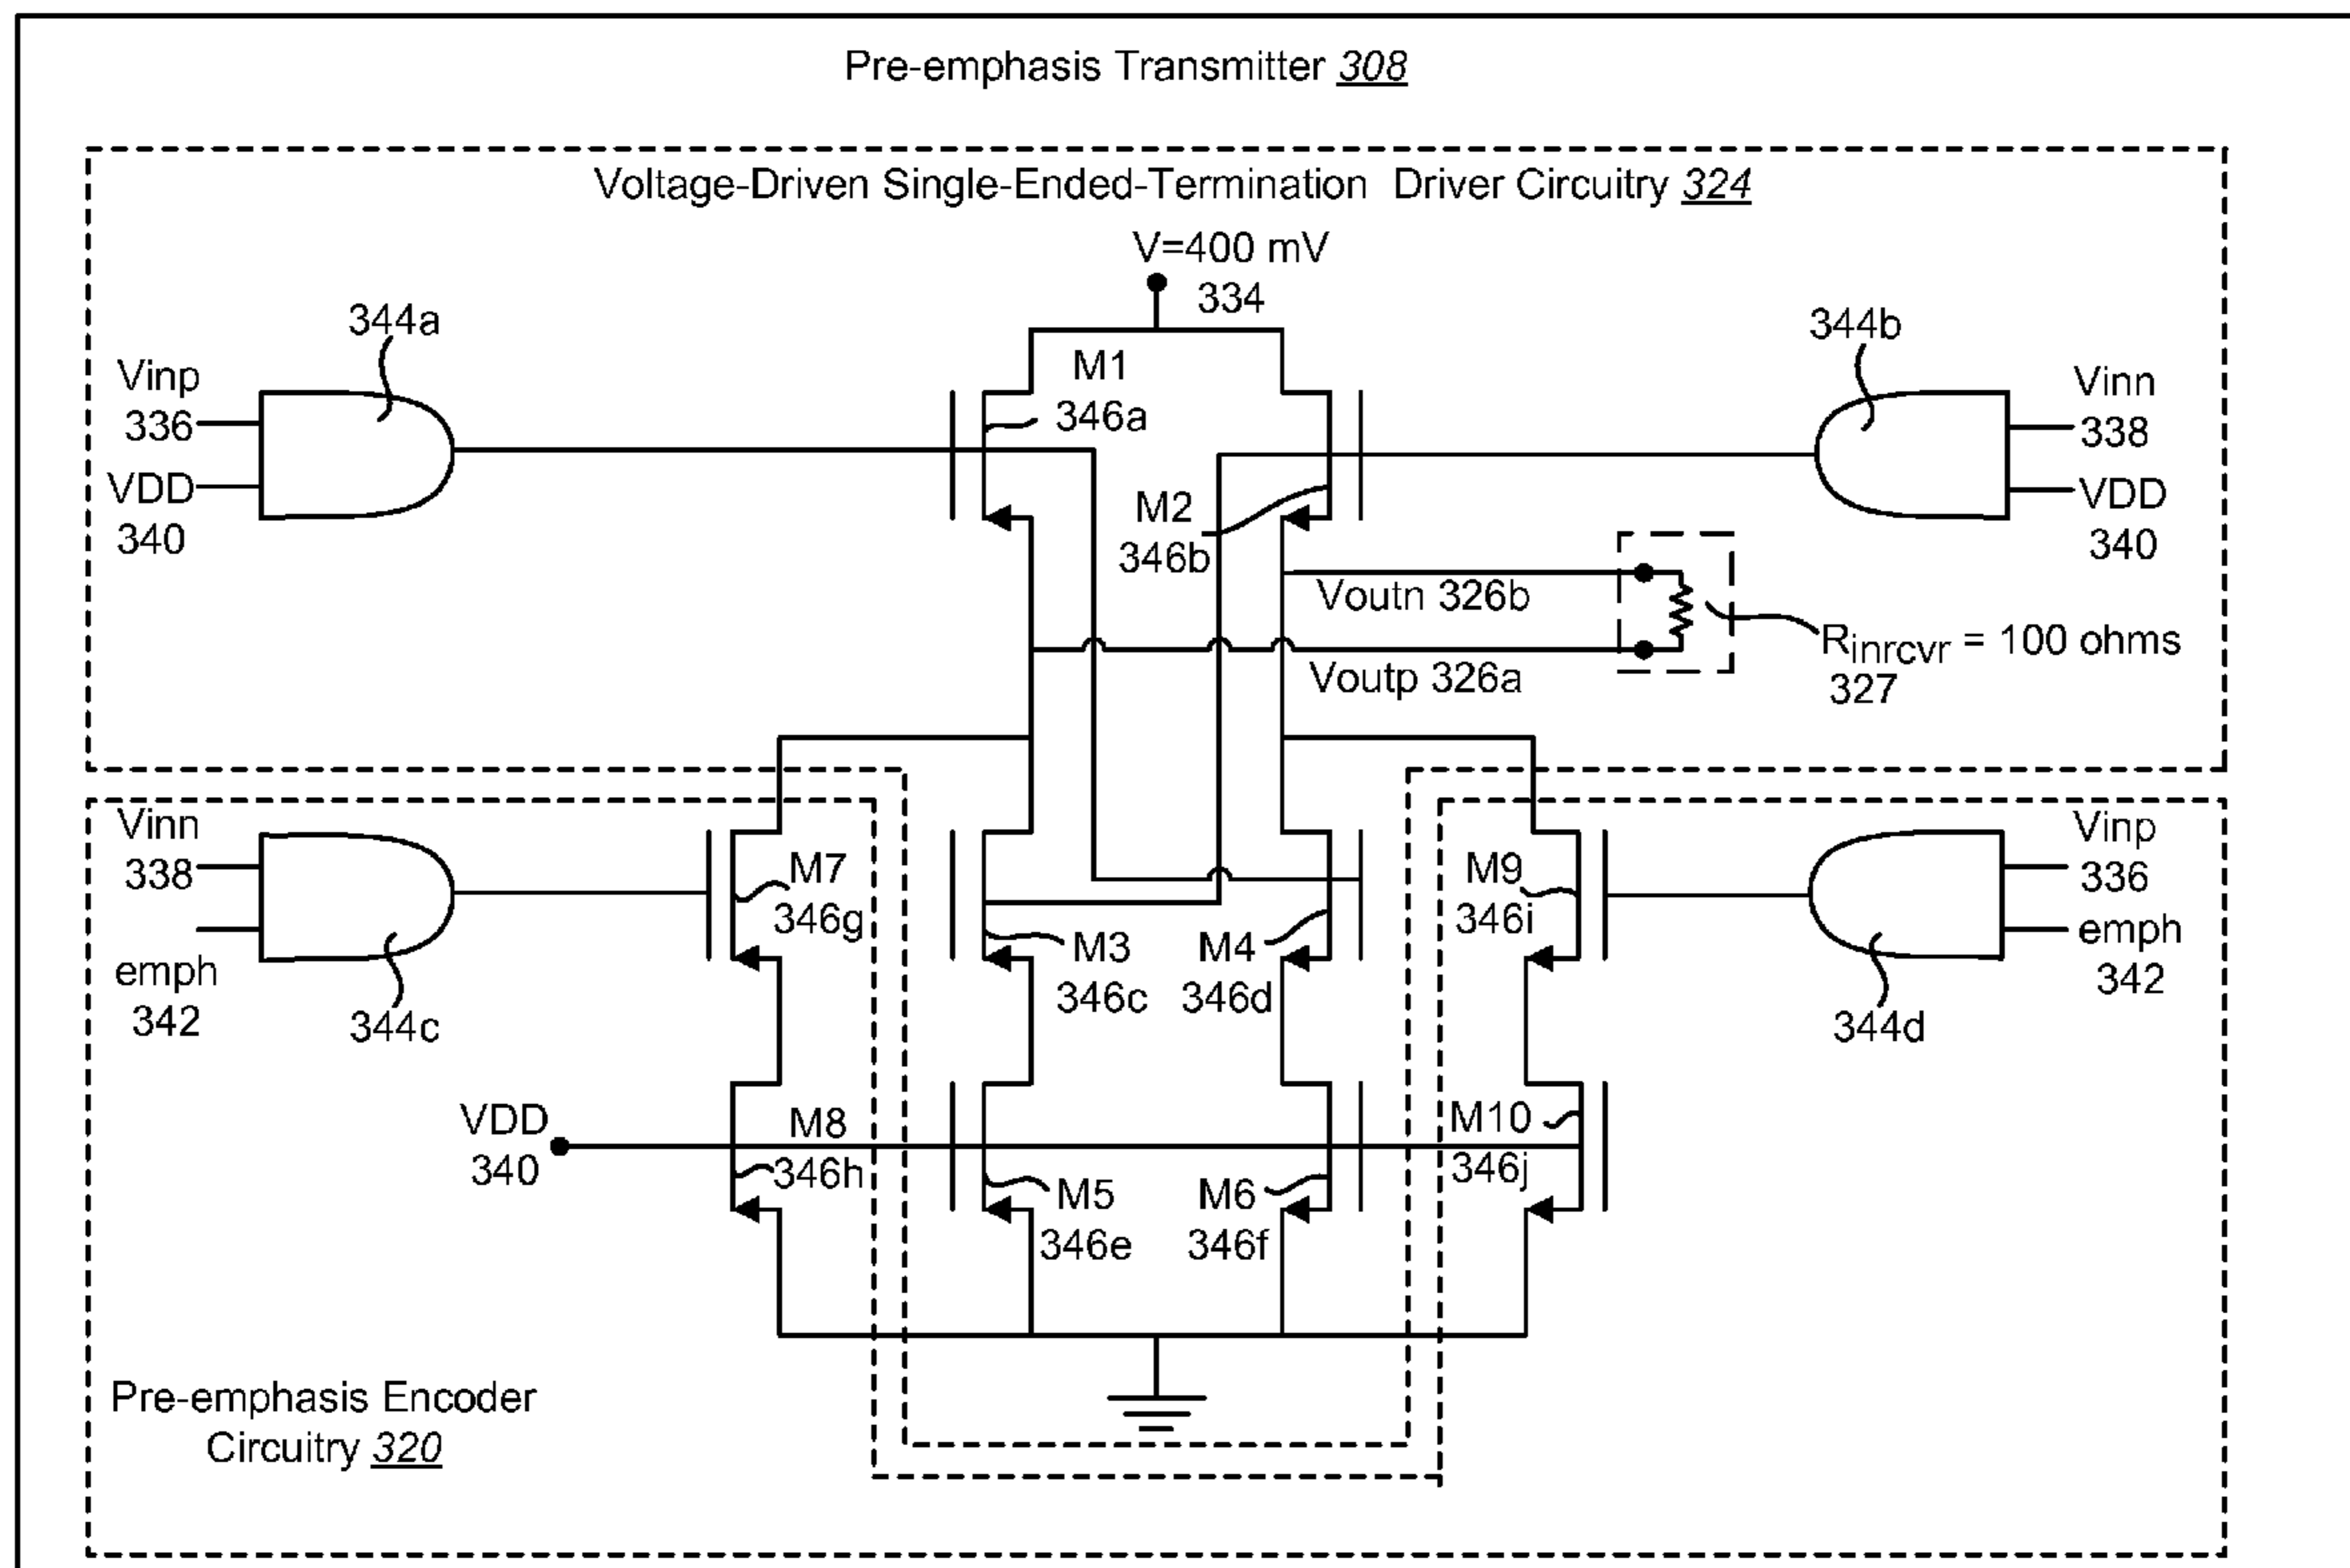 Pre-emphasis Transmitter 308
Voltage-Driven Single-Ended-Termination Driver Circuitry 324
V=400 mV
334
344a
344b
Vinp
336
VDD
340
M1
346a
M2
346b
Vinn
338
VDD
340
Voutn 326b
Voutp 326a
Rinrcvr = 100 ohms
327
Vinn
338
emph
342
344c
M7
346g
M3
346c
M4
346d
M9
346i
Vinp
336
emph
342
344d
VDD
340
M8
346h
M5
346e
M6
346f
M10
346j
Pre-emphasis Encoder
Circuitry 320